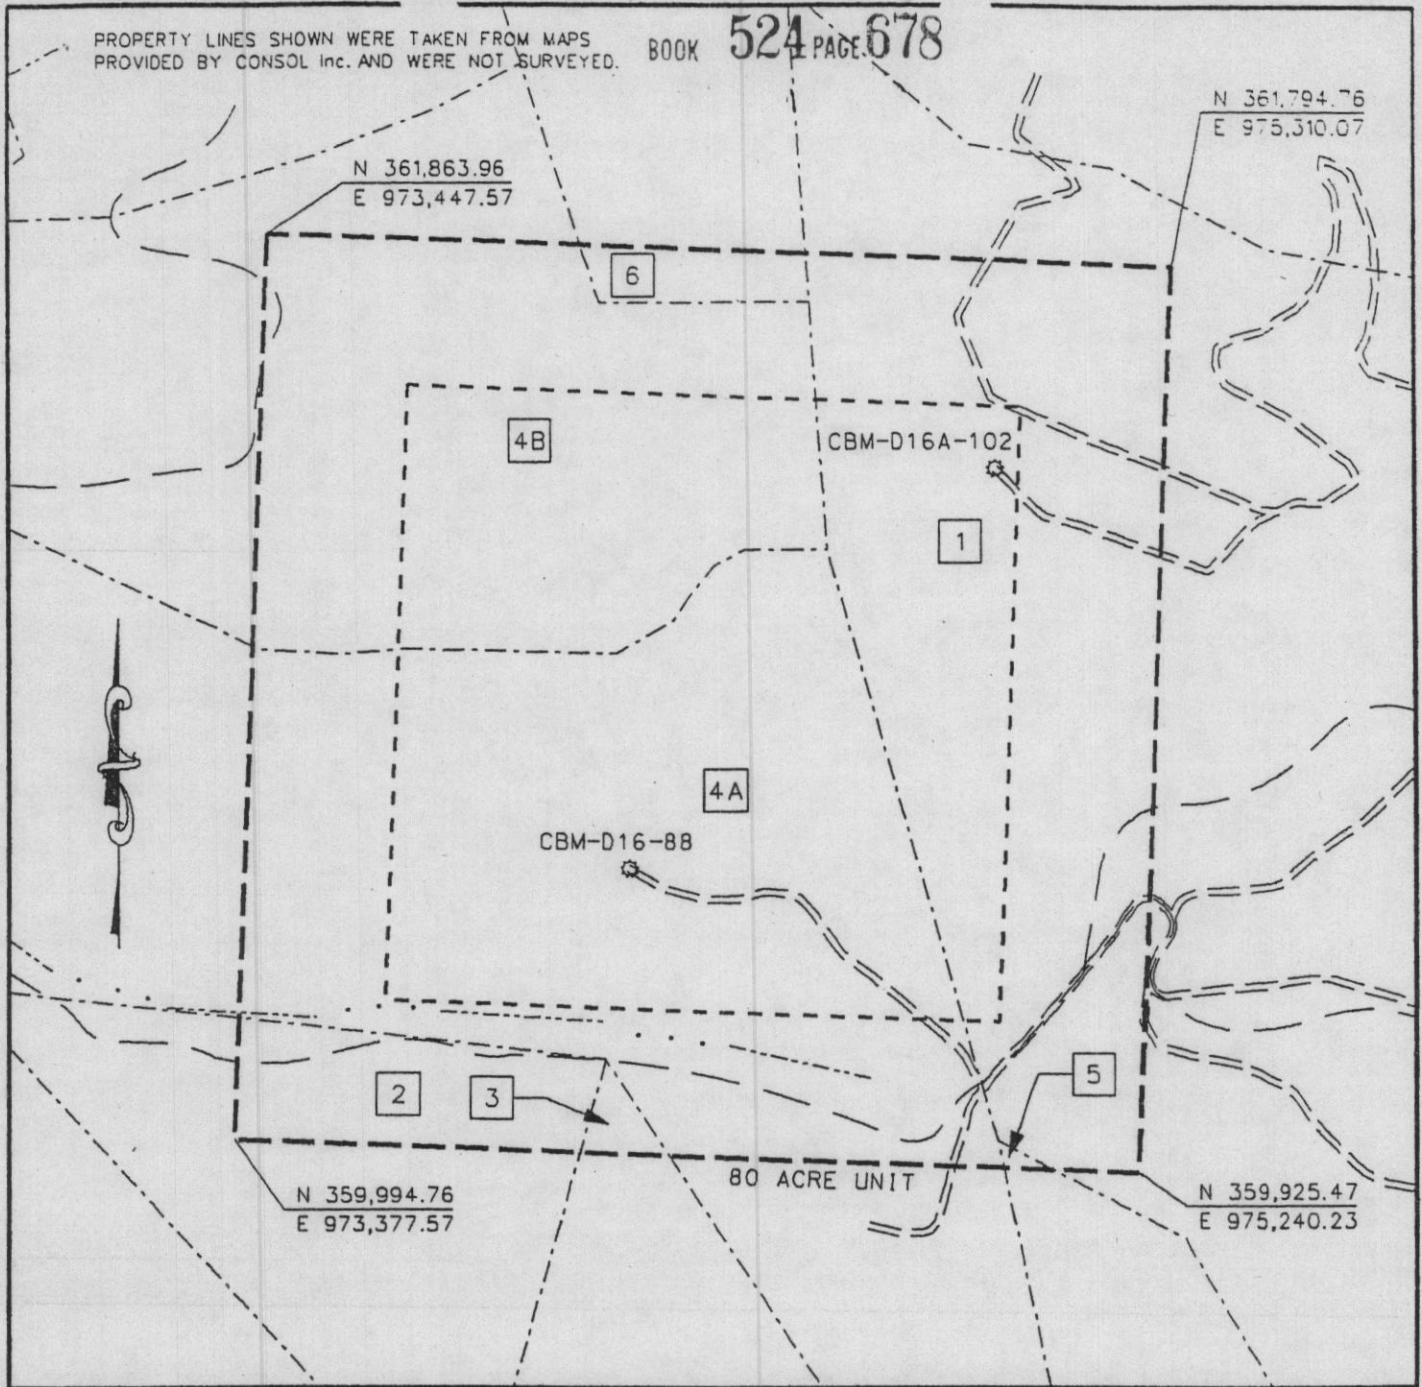 PROPERTY LINES SHOWN WERE TAKEN FROM MAPS
PROVIDED BY CONSOL Inc. AND WERE NOT SURVEYED.
BOOK 524 PAGE 678
N 361,794.76
E 975,310.07
N 361,863.96
E 973,447.57
6
4B
CBM-D16A-102
1
4A
CBM-D16-88
2
3
5
80 ACRE UNIT
N 359,994.76
E 973,377.57
N 359,925.47
E 975,240.23